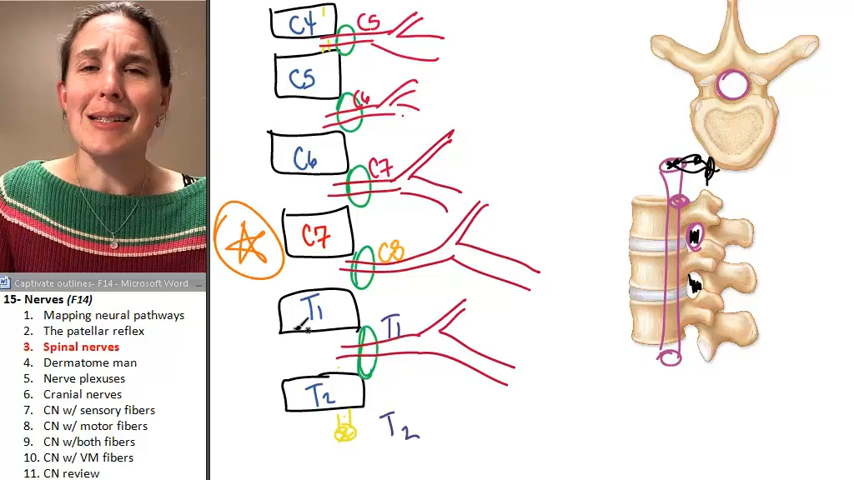 C4
C5
C5
C6
C6
C7
C7
C8
T1
T1
T2
T2
Captivate outlines- F14 - Microsoft Word
15- Nerves (F14)
1. Mapping neural pathways
2. The patellar reflex
3. Spinal nerves
4. Dermatome man
5. Nerve plexuses
6. Cranial nerves
7. CN w/ sensory fibers
8. CN w/ motor fibers
9. CN w/both fibers
10. CN w/ VM fibers
11. CN review